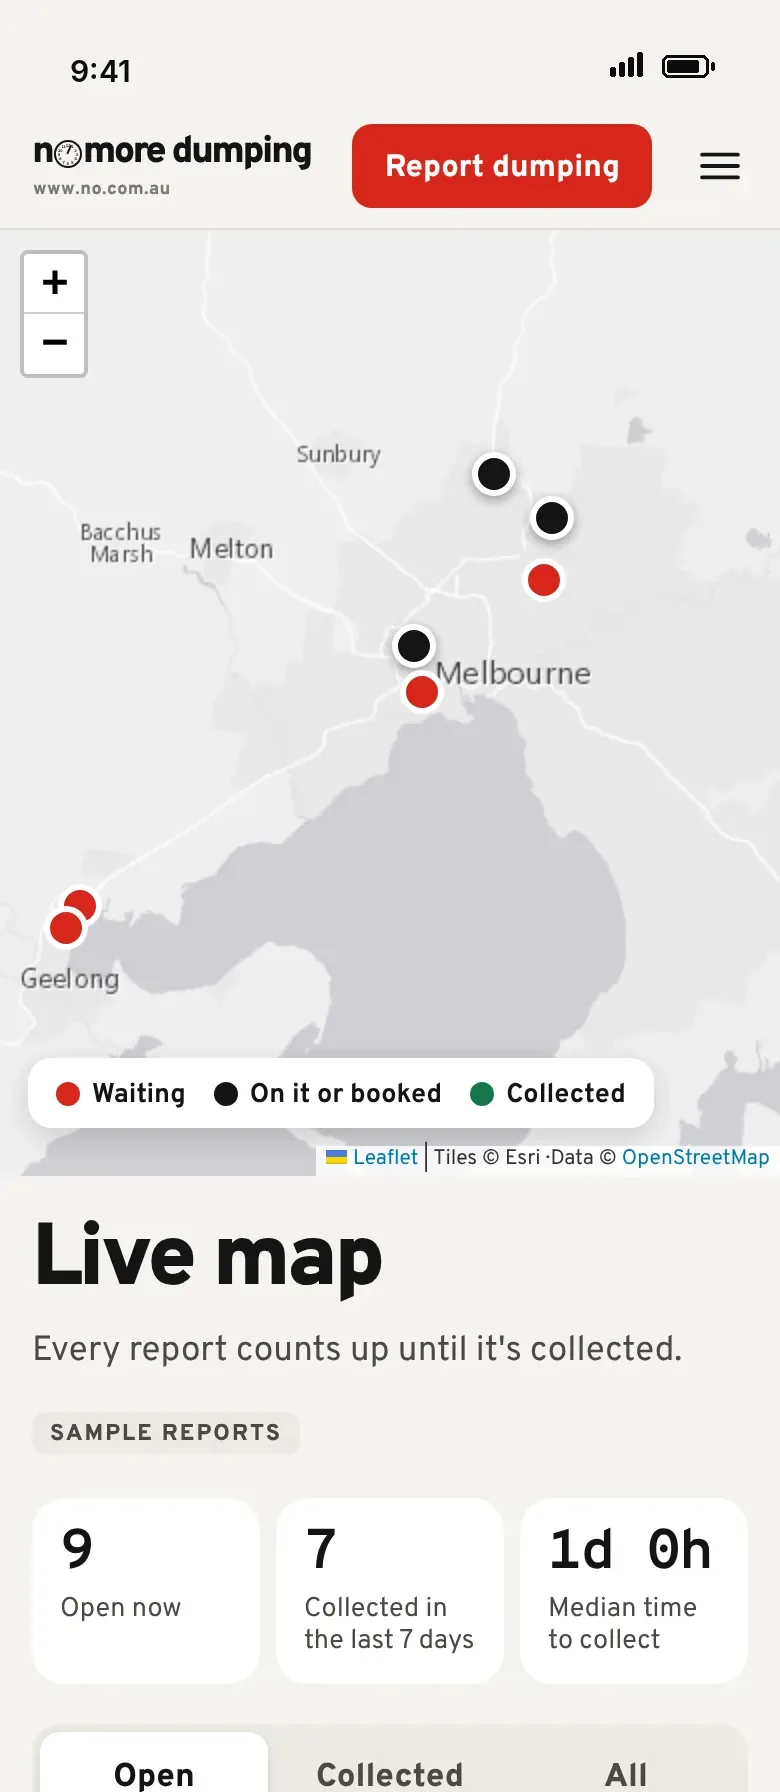 9:41
no more dumping
www.no.com.au
Report dumping
+
−
Sunbury
Bacchus
Marsh
Melton
Melbourne
Geelong
Waiting
On it or booked
Collected
Leaflet | Tiles © Esri · Data © OpenStreetMap
Live map
Every report counts up until it's collected.
SAMPLE REPORTS
9
Open now
7
Collected in
the last 7 days
1d 0h
Median time
to collect
Open
Collected
All